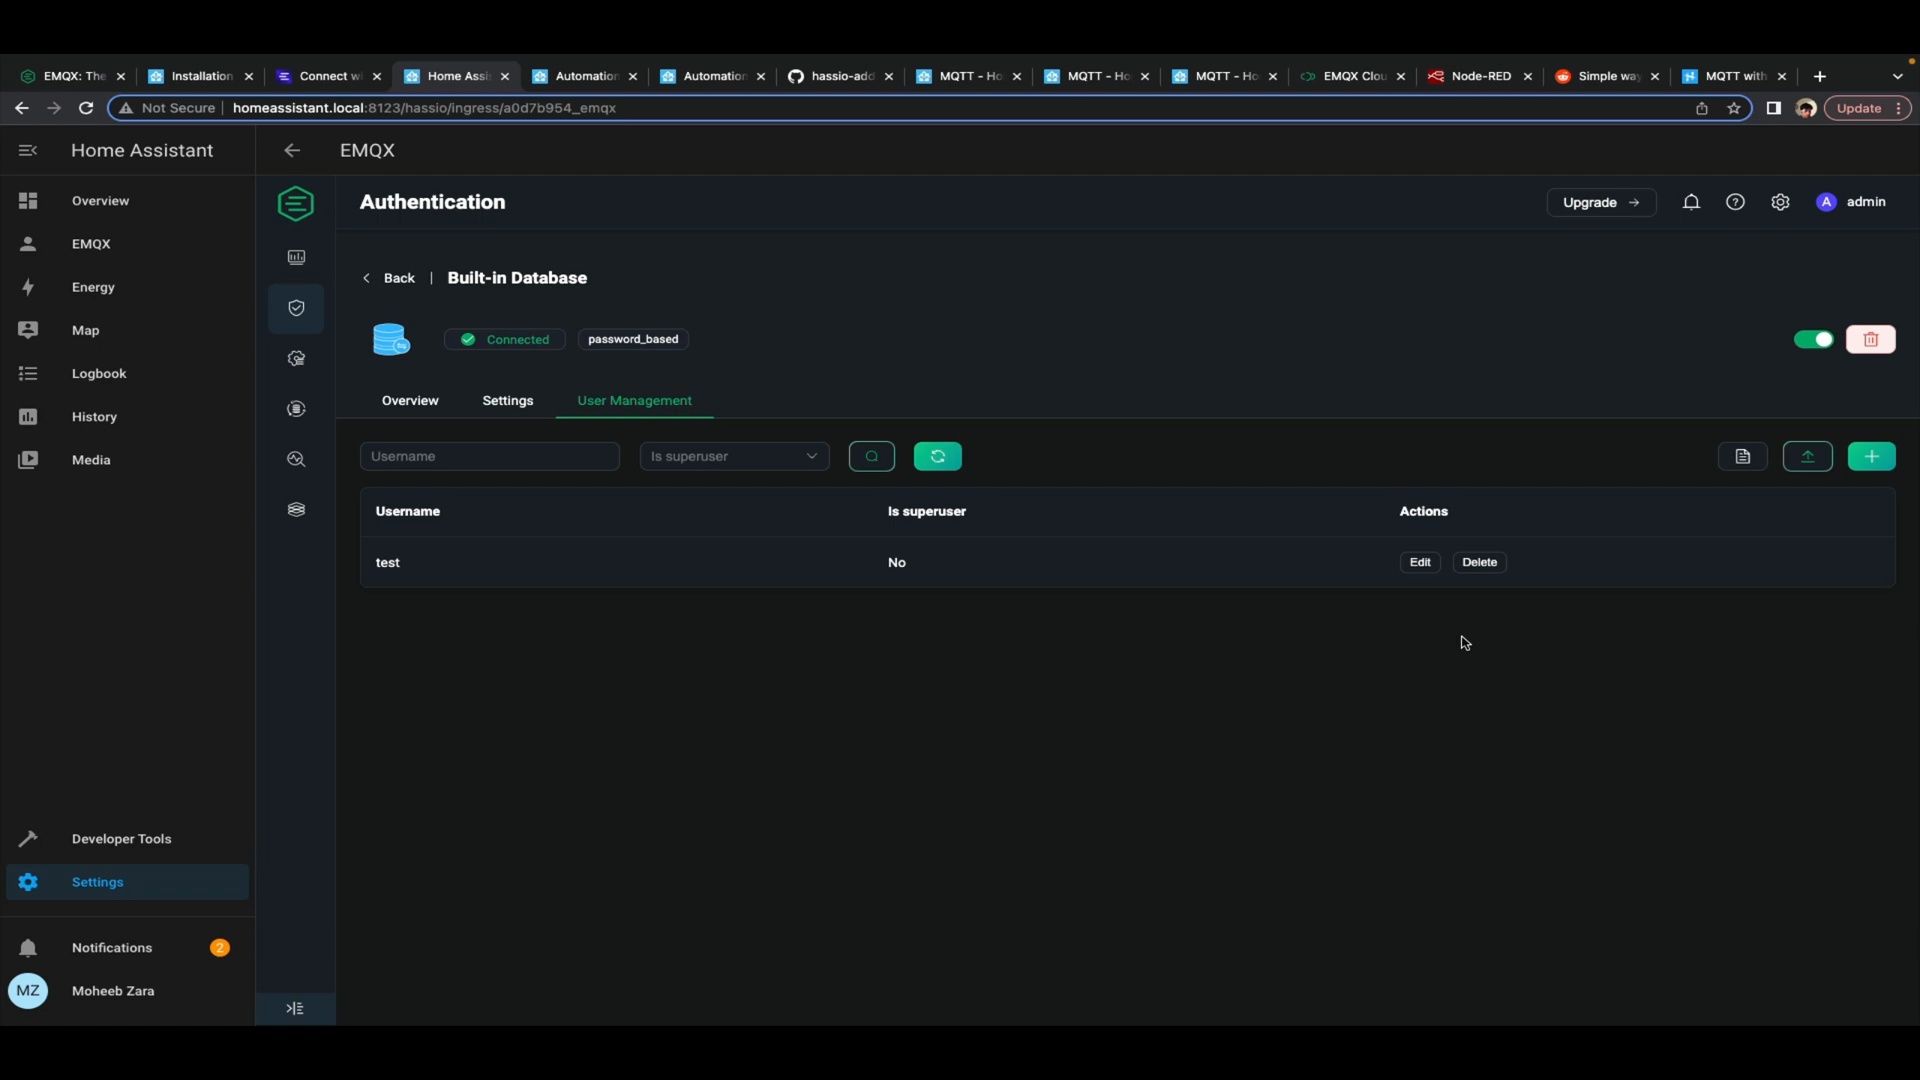 EMQX: The
Installation
Connect wi
Home Assis
Automation
Automation
hassio-add
MQTT - Ho
MQTT - Ho
MQTT - Ho
EMQX Clou
Node-RED
Simple way
MQTT with
Not Secure
homeassistant.local:8123/hassio/ingress/a0d7b954_emqx
Update
Home Assistant
EMQX
Overview
EMQX
Energy
Map
Logbook
History
Media
Developer Tools
Settings
Notifications
2
MZ
Moheeb Zara
Authentication
Upgrade →
A
admin
Back | Built-in Database
Connected
password_based
Overview
Settings
User Management
Username
Is superuser
Username
Is superuser
Actions
test
No
Edit
Delete